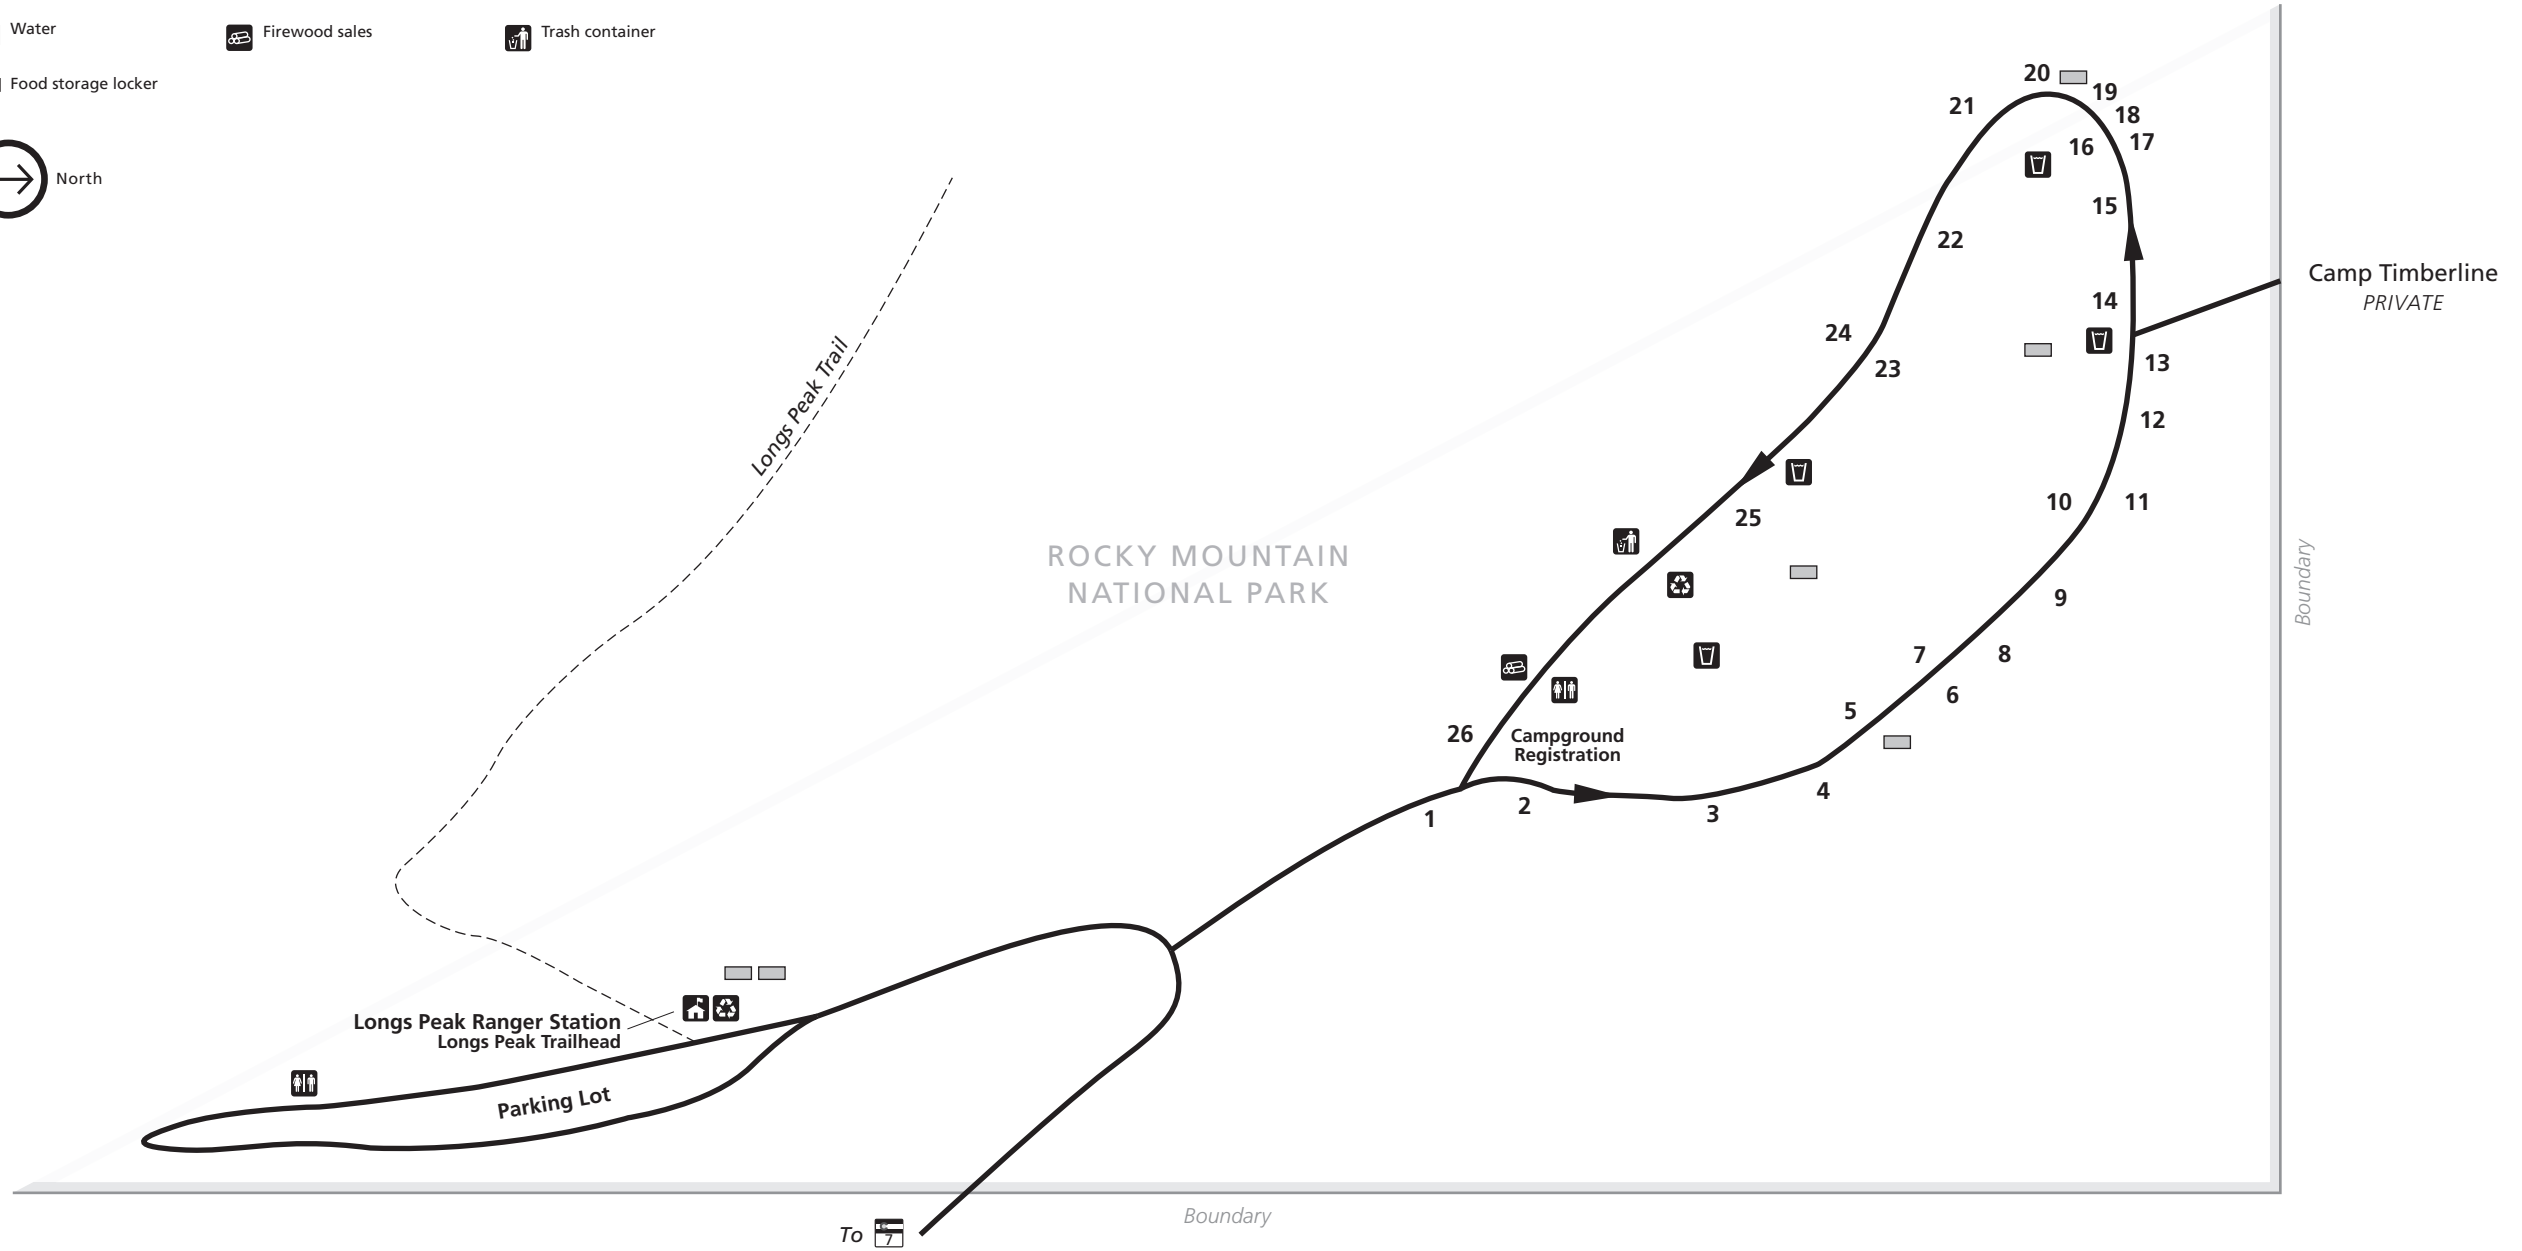 Water
Firewood sales
Trash container
Food storage locker
North
20
19
21
18
17
16
15
22
Camp Timberline
PRIVATE
14
24
13
23
12
Longs Peak Trail
10
11
25
ROCKY MOUNTAIN
NATIONAL PARK
Boundary
9
7
8
6
5
26
Campground
Registration
4
2
3
1
Longs Peak Ranger Station
Longs Peak Trailhead
Parking Lot
Boundary
To
7